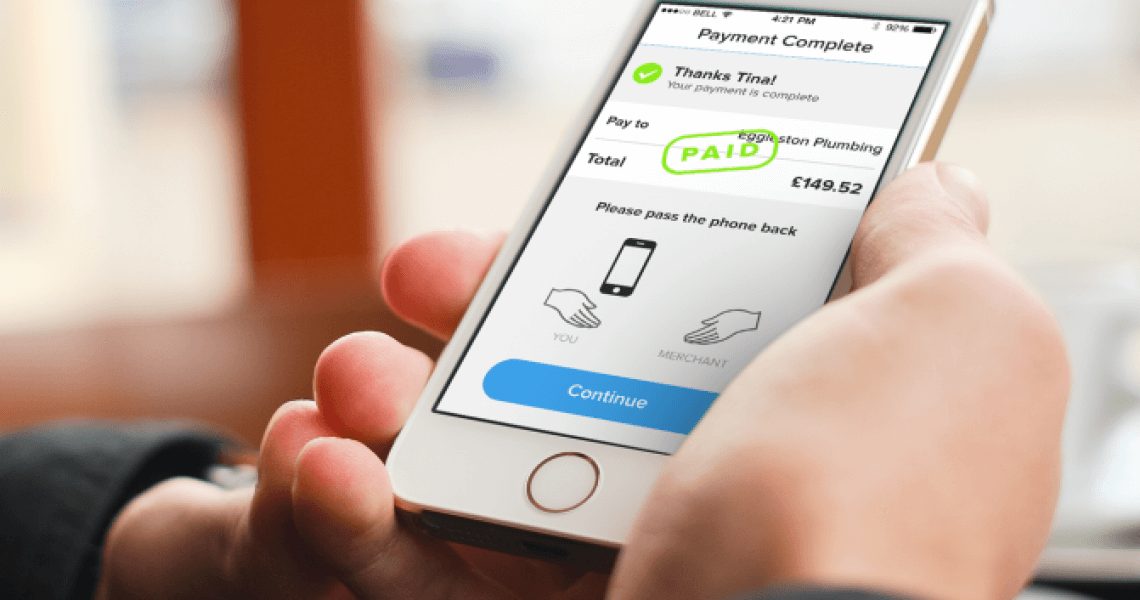 BELL 4:21 PM 92%
Payment Complete
Thanks Tina!
Your payment is complete
Pay to Eggleston Plumbing
PAID
Total £149.52
Please pass the phone back
YOU
MERCHANT
Continue